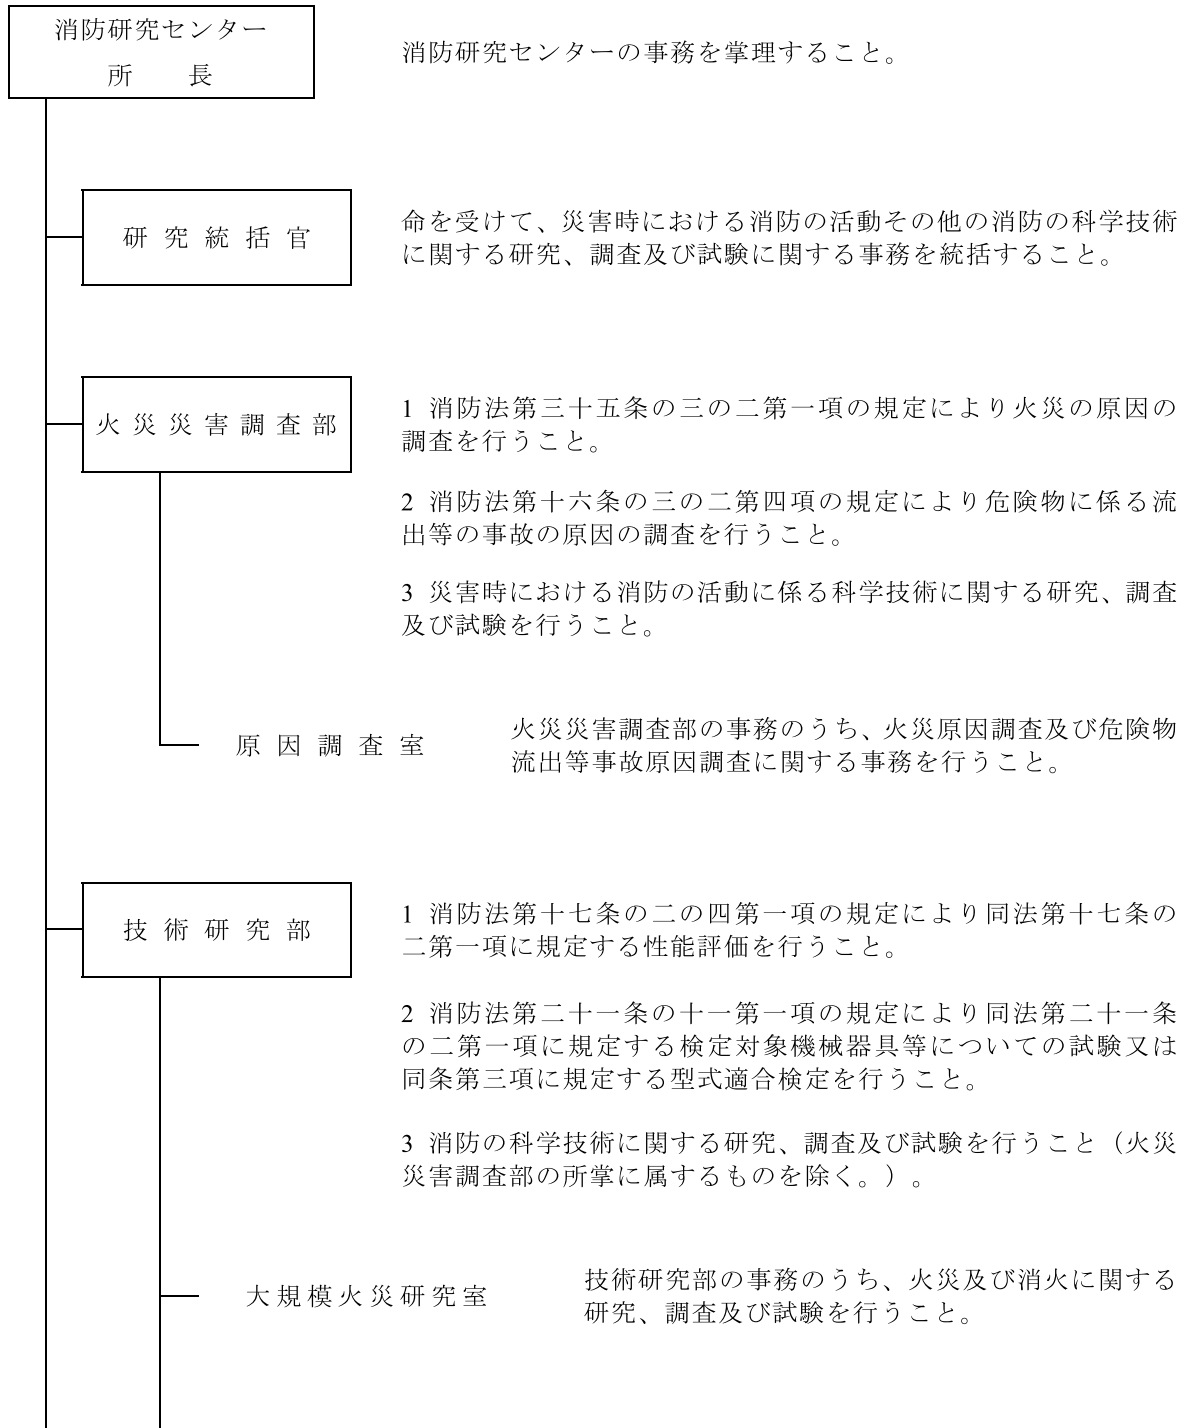 消防研究センター
所　　長
消防研究センターの事務を掌理すること。
研究統括官
命を受けて、災害時における消防の活動その他の消防の科学技術
に関する研究、調査及び試験に関する事務を統括すること。
火災災害調査部
1 消防法第三十五条の三の二第一項の規定により火災の原因の
調査を行うこと。
2 消防法第十六条の三の二第四項の規定により危険物に係る流
出等の事故の原因の調査を行うこと。
3 災害時における消防の活動に係る科学技術に関する研究、調査
及び試験を行うこと。
原因調査室
火災災害調査部の事務のうち、火災原因調査及び危険物
流出等事故原因調査に関する事務を行うこと。
技術研究部
1 消防法第十七条の二の四第一項の規定により同法第十七条の
二第一項に規定する性能評価を行うこと。
2 消防法第二十一条の十一第一項の規定により同法第二十一条
の二第一項に規定する検定対象機械器具等についての試験又は
同条第三項に規定する型式適合検定を行うこと。
3 消防の科学技術に関する研究、調査及び試験を行うこと（火災
災害調査部の所掌に属するものを除く。）。
大規模火災研究室
技術研究部の事務のうち、火災及び消火に関する
研究、調査及び試験を行うこと。